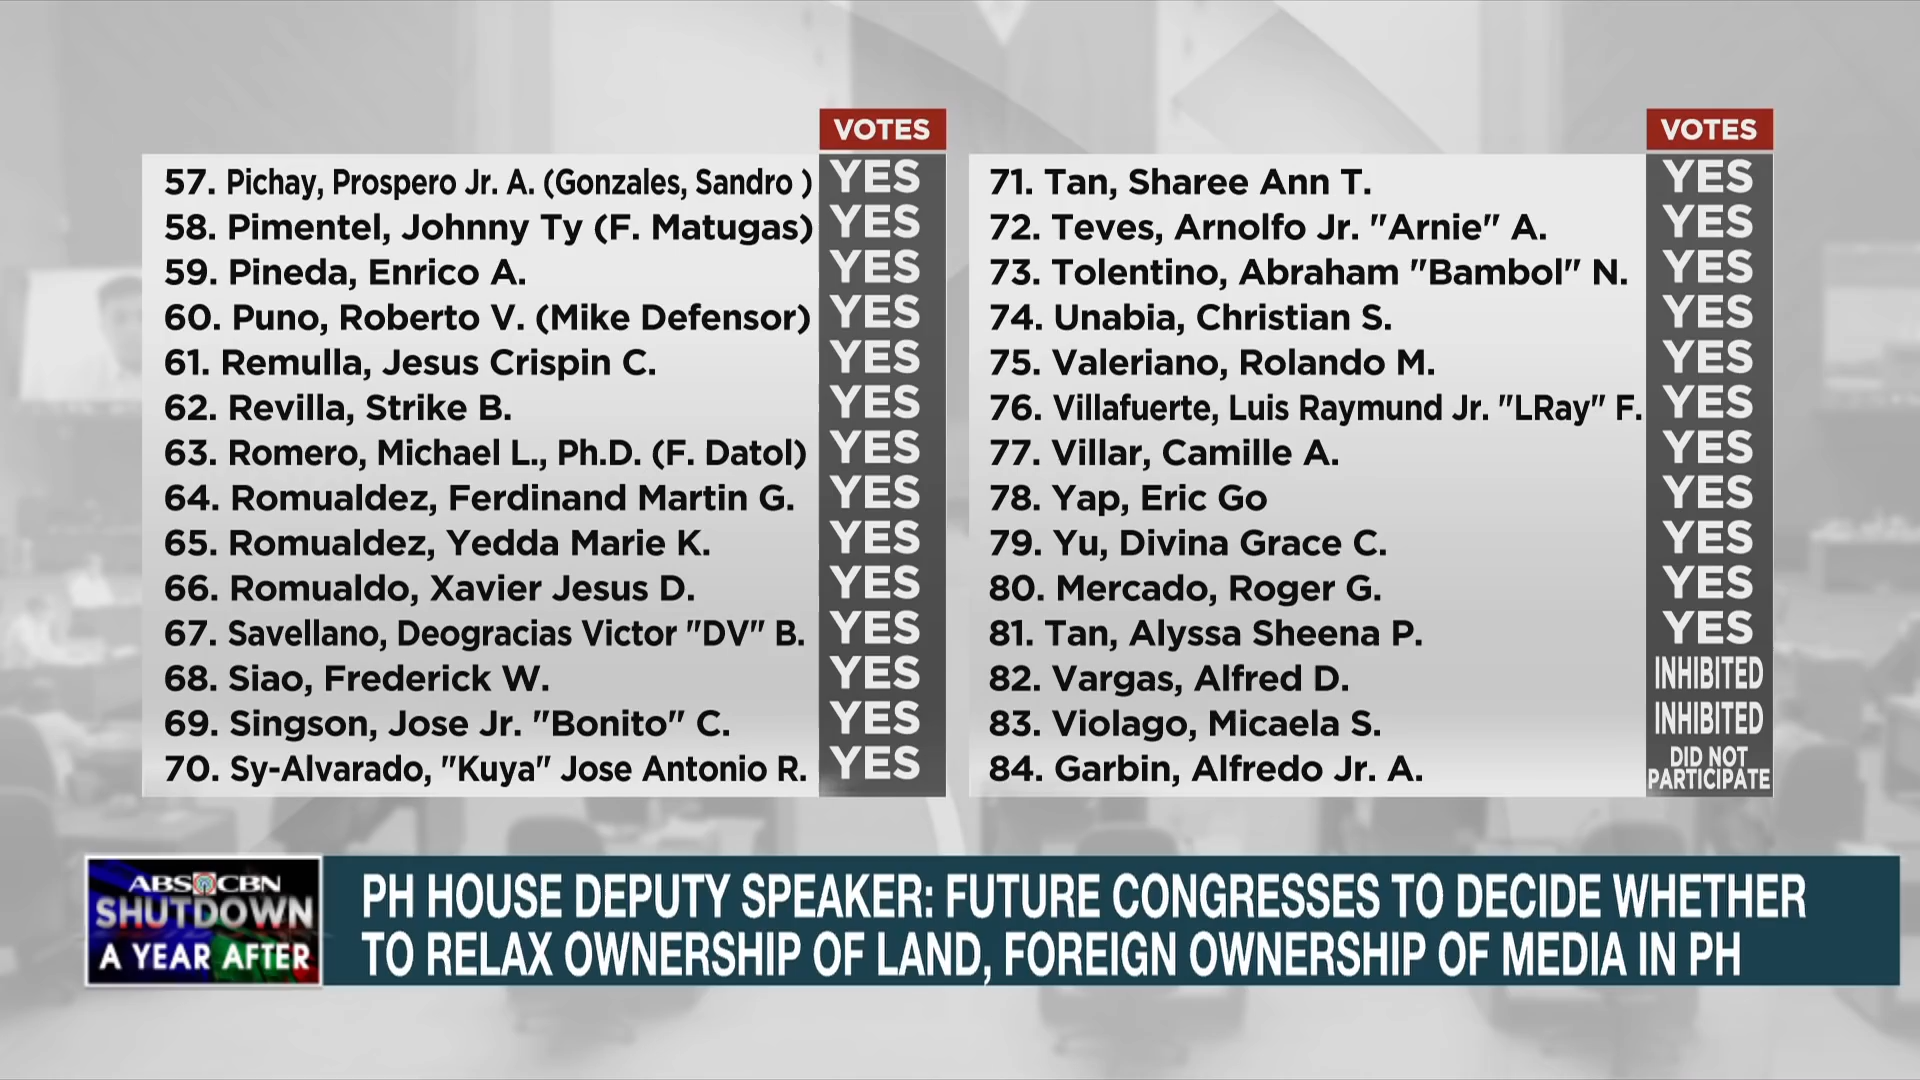 VOTES
57. Pichay, Prospero Jr. A. (Gonzales, Sandro ) YES
58. Pimentel, Johnny Ty (F. Matugas) YES
59. Pineda, Enrico A. YES
60. Puno, Roberto V. (Mike Defensor) YES
61. Remulla, Jesus Crispin C. YES
62. Revilla, Strike B. YES
63. Romero, Michael L., Ph.D. (F. Datol) YES
64. Romualdez, Ferdinand Martin G. YES
65. Romualdez, Yedda Marie K. YES
66. Romualdo, Xavier Jesus D. YES
67. Savellano, Deogracias Victor "DV" B. YES
68. Siao, Frederick W. YES
69. Singson, Jose Jr. "Bonito" C. YES
70. Sy-Alvarado, "Kuya" Jose Antonio R. YES
VOTES
71. Tan, Sharee Ann T. YES
72. Teves, Arnolfo Jr. "Arnie" A. YES
73. Tolentino, Abraham "Bambol" N. YES
74. Unabia, Christian S. YES
75. Valeriano, Rolando M. YES
76. Villafuerte, Luis Raymund Jr. "LRay" F. YES
77. Villar, Camille A. YES
78. Yap, Eric Go YES
79. Yu, Divina Grace C. YES
80. Mercado, Roger G. YES
81. Tan, Alyssa Sheena P. YES
82. Vargas, Alfred D. INHIBITED
83. Violago, Micaela S. INHIBITED
84. Garbin, Alfredo Jr. A. DID NOT PARTICIPATE
ABS CBN
SHUTDOWN
A YEAR AFTER
PH HOUSE DEPUTY SPEAKER: FUTURE CONGRESSES TO DECIDE WHETHER
TO RELAX OWNERSHIP OF LAND, FOREIGN OWNERSHIP OF MEDIA IN PH